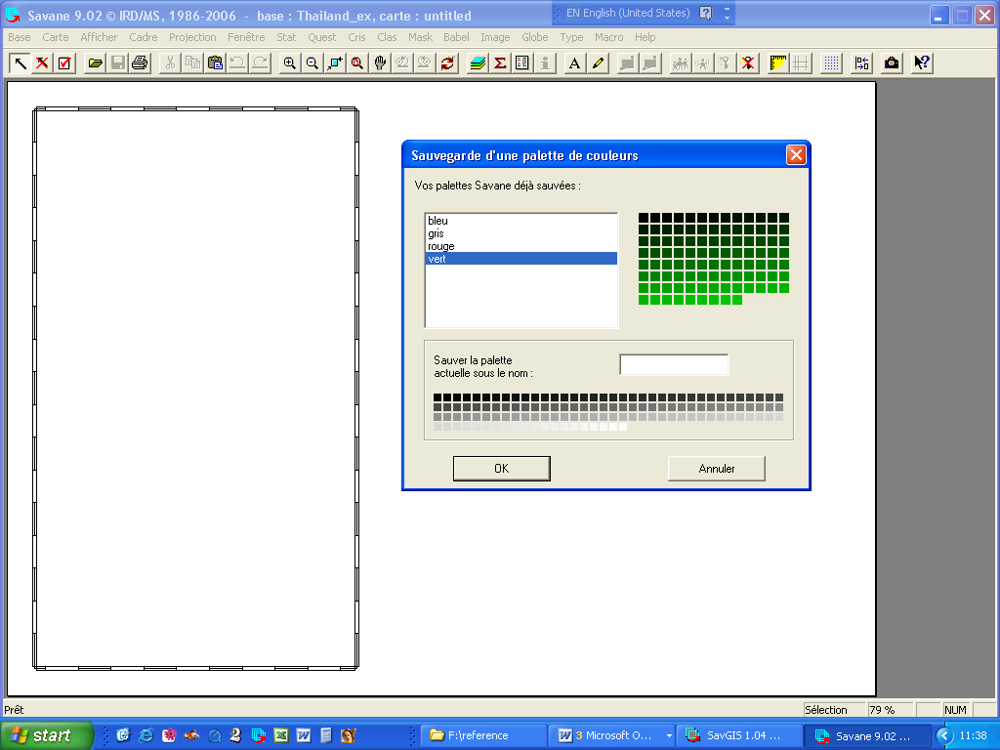 Savane 9.02 © IRD/MS, 1986-2006 - base : Thailand_ex, carte : untitled
EN English (United States)
Base Carte Afficher Cadre Projection Fenêtre Stat Quest Cris Clas Mask Babel Image Globe Type Macro Help
Sauvegarde d'une palette de couleurs
Vos palettes Savane déjà sauvées :
bleu
gris
rouge
vert
Sauver la palette
actuelle sous le nom :
OK Annuler
Prêt Sélection 79 % NUM
start F:\reference 3 Microsoft O... SavGIS 1.04 ... Savane 9.02 ... 11:38